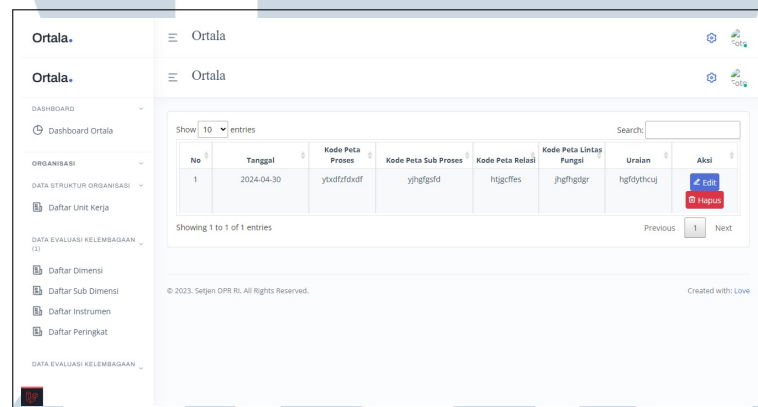 Ortala.
Ortala
Foto
Ortala.
Ortala
Foto
DASHBOARD
Dashboard Ortala
ORGANISASI
DATA STRUKTUR ORGANISASI
Daftar Unit Kerja
DATA EVALUASI KELEMBAGAAN
(1)
Daftar Dimensi
Daftar Sub Dimensi
Daftar Instrumen
Daftar Peringkat
DATA EVALUASI KELEMBAGAAN
Show 10 entries
Search:
No Tanggal Kode Peta Proses Kode Peta Sub Proses Kode Peta Relasi Kode Peta Lintas Fungsi Uraian Aksi
1 2024-04-30 ytxdfzfdxdf yjhgfgsfd htjgcffes jhgfhgdgr hgfdythcuj Edit
Hapus
Showing 1 to 1 of 1 entries
Previous 1 Next
© 2023. Setjen DPR RI. All Rights Reserved.
Created with: Love